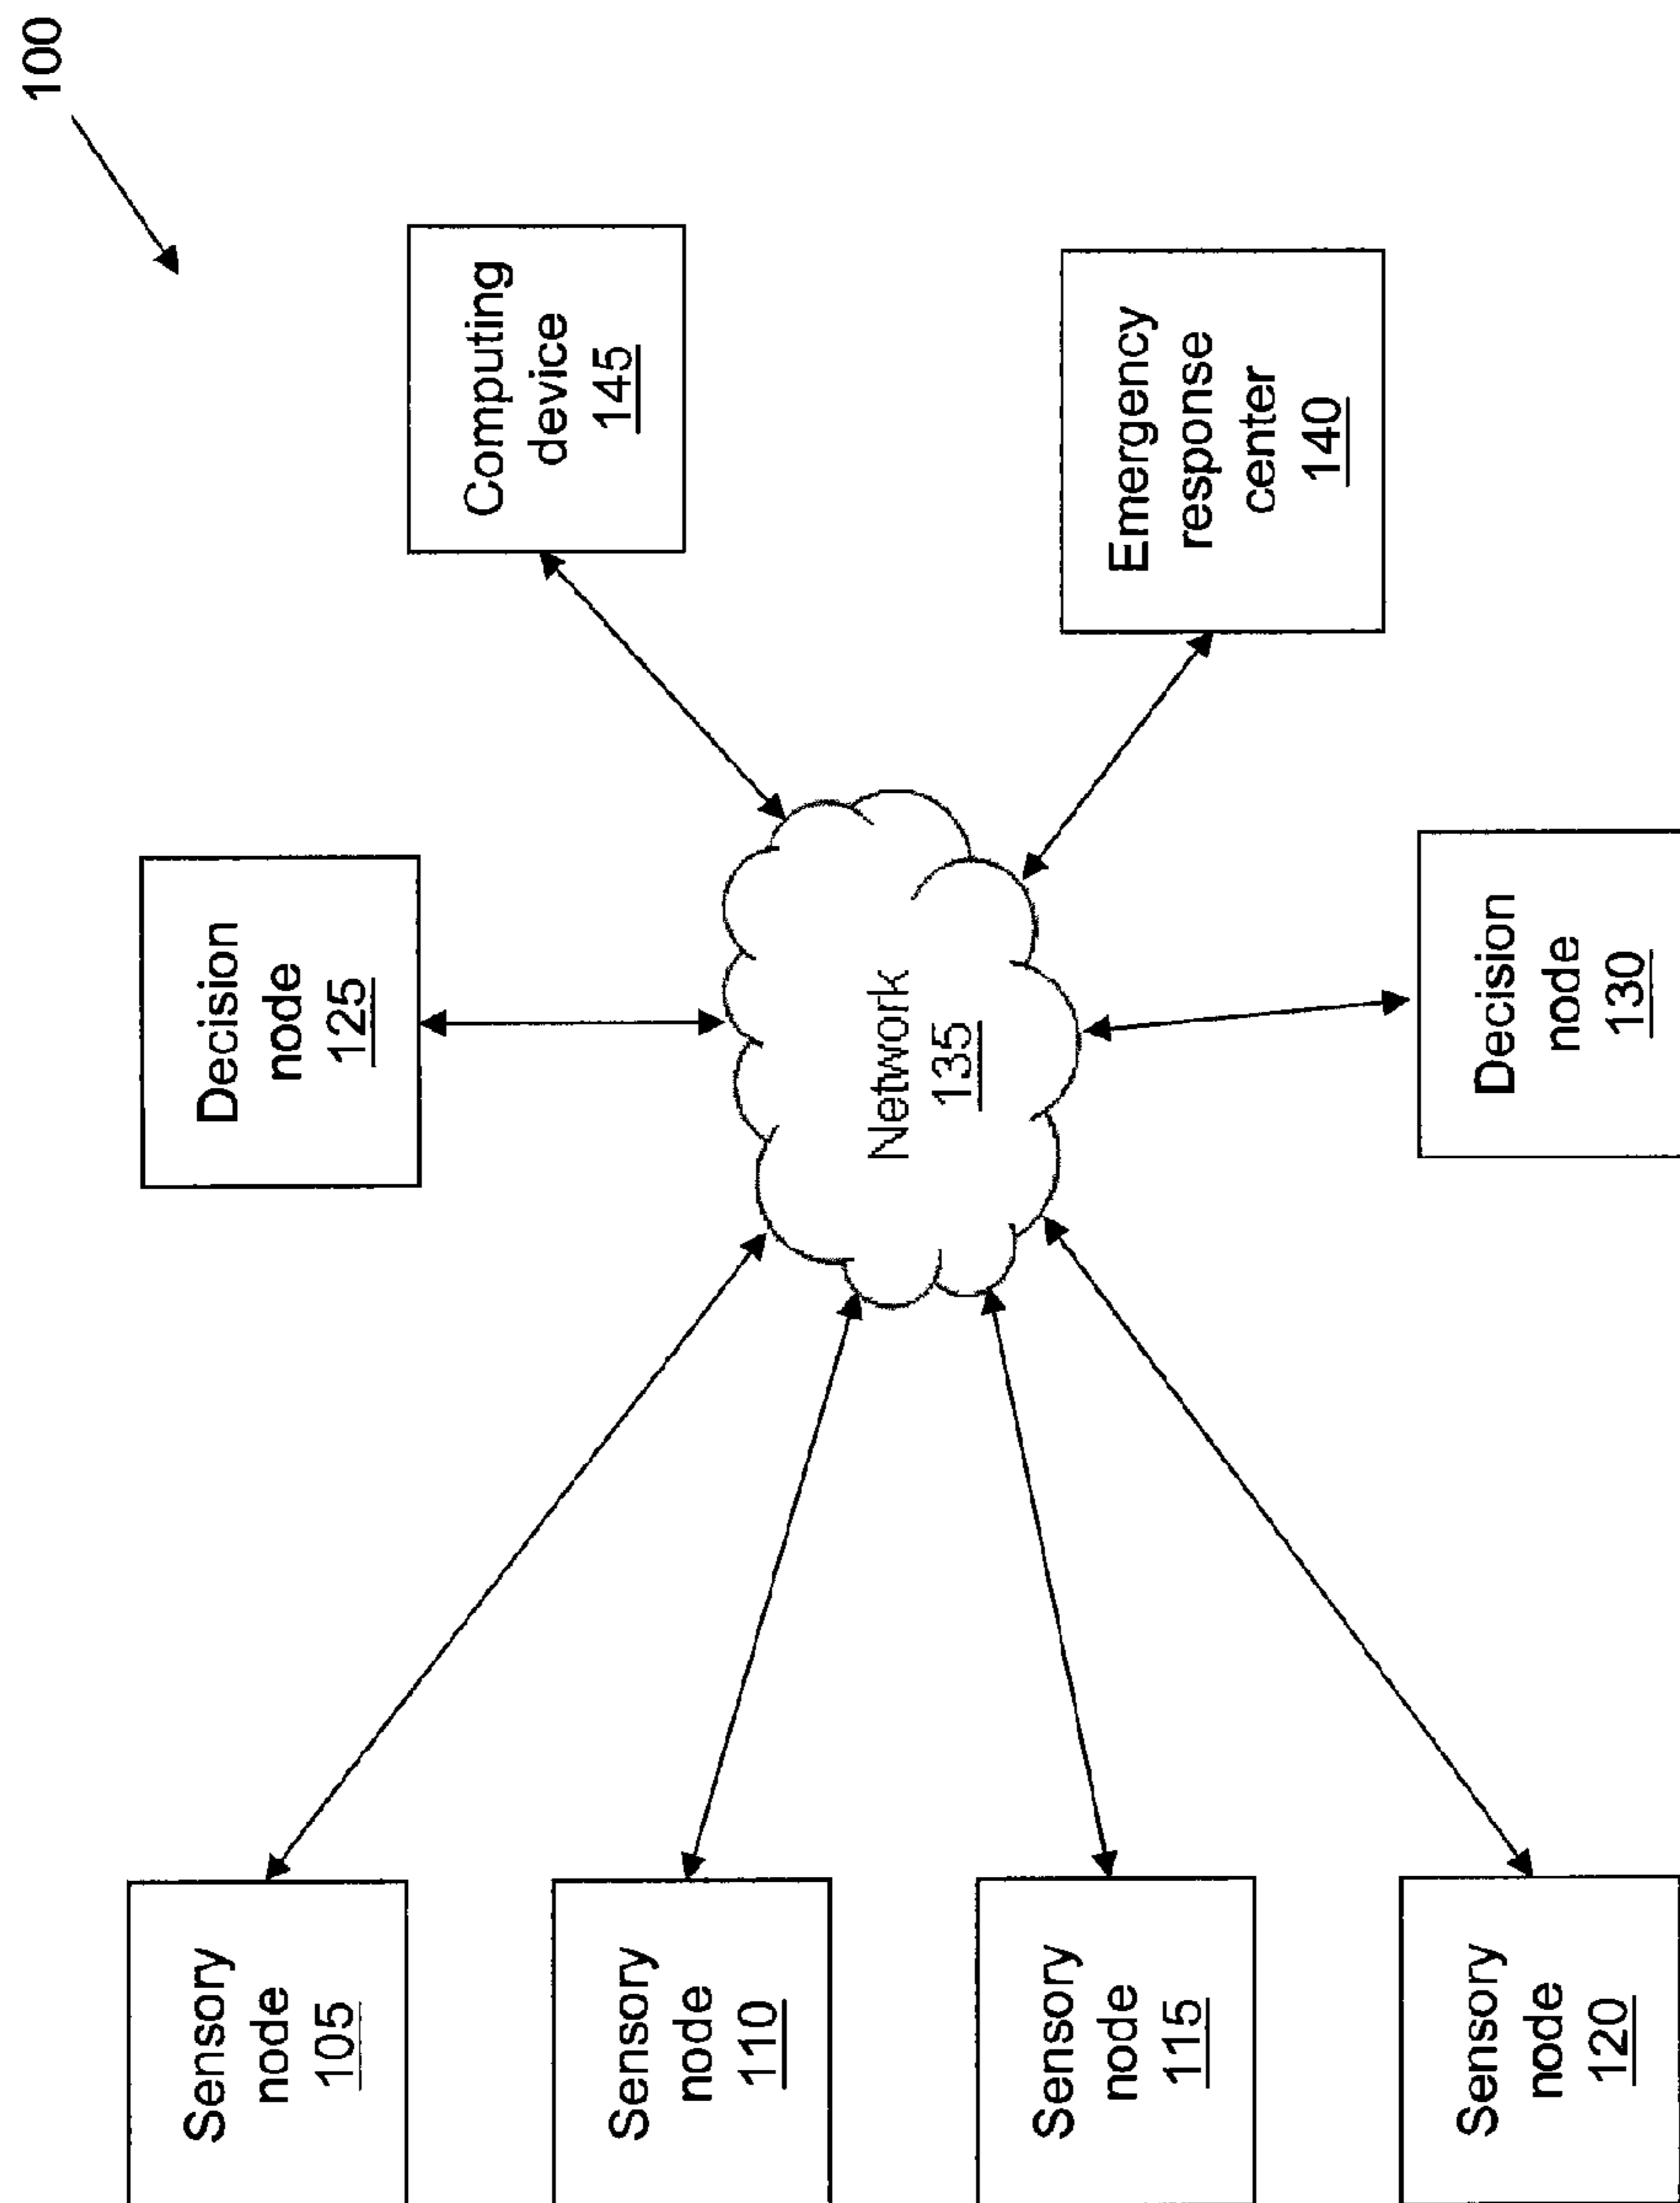 100
Sensory
node
105
Sensory
node
110
Sensory
node
115
Sensory
node
120
Decision
node
125
Network
135
Decision
node
130
Computing
device
145
Emergency
response
center
140